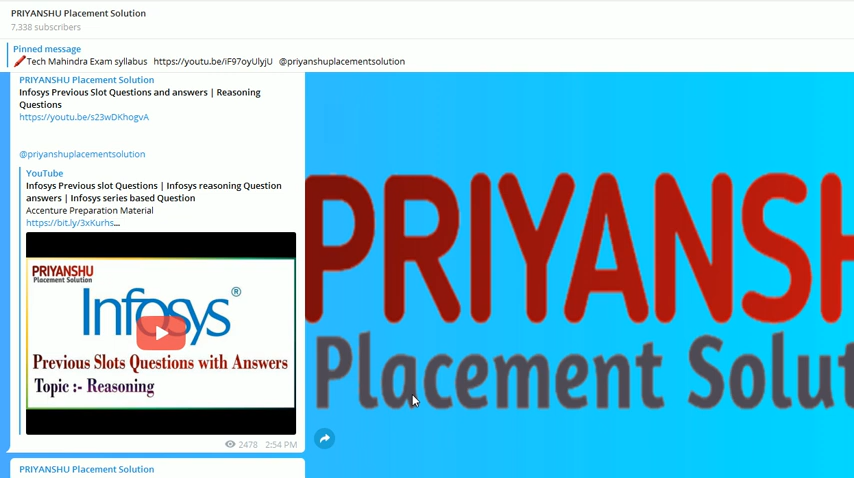 PRIYANSHU Placement Solution
7,338 subscribers
Pinned message
Tech Mahindra Exam syllabus https://youtu.be/iF97oyUlyjU @priyanshuplacementsolution
PRIYANSHU Placement Solution
Infosys Previous Slot Questions and answers | Reasoning
Questions
https://youtu.be/s23wDKhogvA
@priyanshuplacementsolution
YouTube
Infosys Previous slot Questions | Infosys reasoning Question
answers | Infosys series based Question
Accenture Preparation Material
https://bit.ly/3xKurhs...
PRIYANSHU
Placement Solution
Infosys®
Previous Slots Questions with Answers
Topic :- Reasoning
2478 2:54 PM
PRIYANSHU Placement Solution
PRIYANSH
Placement Solut